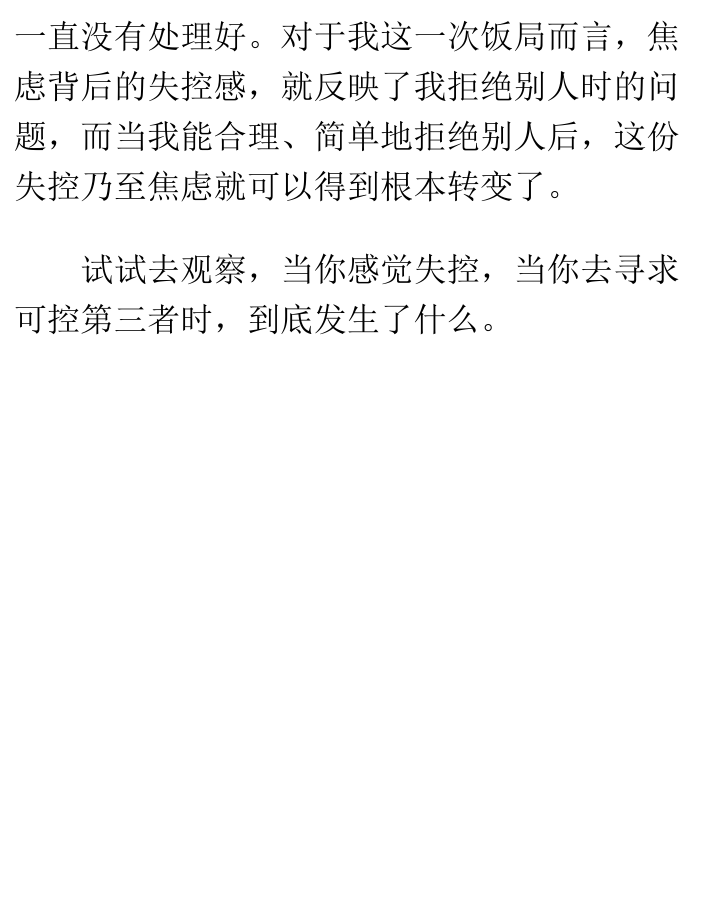 一直没有处理好。对于我这一次饭局而言，焦
虑背后的失控感，就反映了我拒绝别人时的问
题，而当我能合理、简单地拒绝别人后，这份
失控乃至焦虑就可以得到根本转变了。
试试去观察，当你感觉失控，当你去寻求
可控第三者时，到底发生了什么。